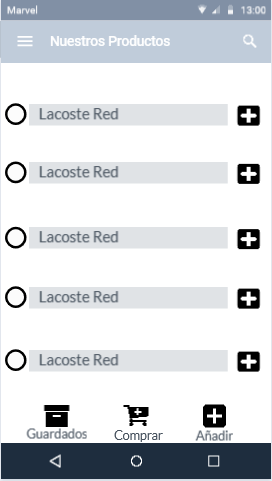 Marvel 13:00
Nuestros Productos
Lacoste Red
Lacoste Red
Lacoste Red
Lacoste Red
Lacoste Red
Guardados Comprar Añadir